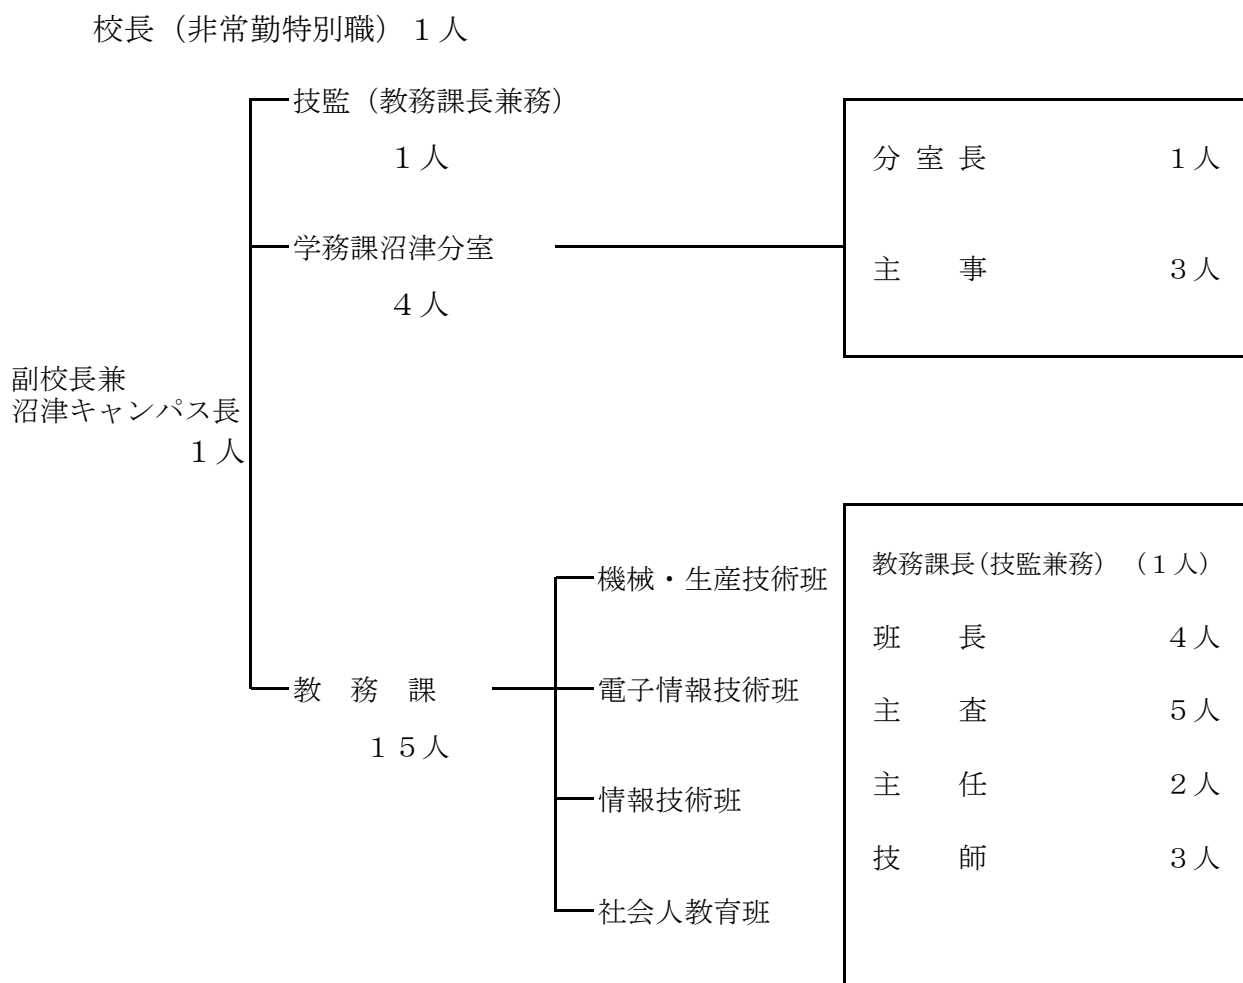 校長（非常勤特別職）１人
技監（教務課長兼務）
１人
分室長　１人
学務課沼津分室
４人
主　事　３人
副校長兼
沼津キャンパス長
１人
教務課長(技監兼務)　（１人）
機械・生産技術班
班　長　４人
教　務　課
１５人
電子情報技術班
主　査　５人
情報技術班
主　任　２人
技　師　３人
社会人教育班